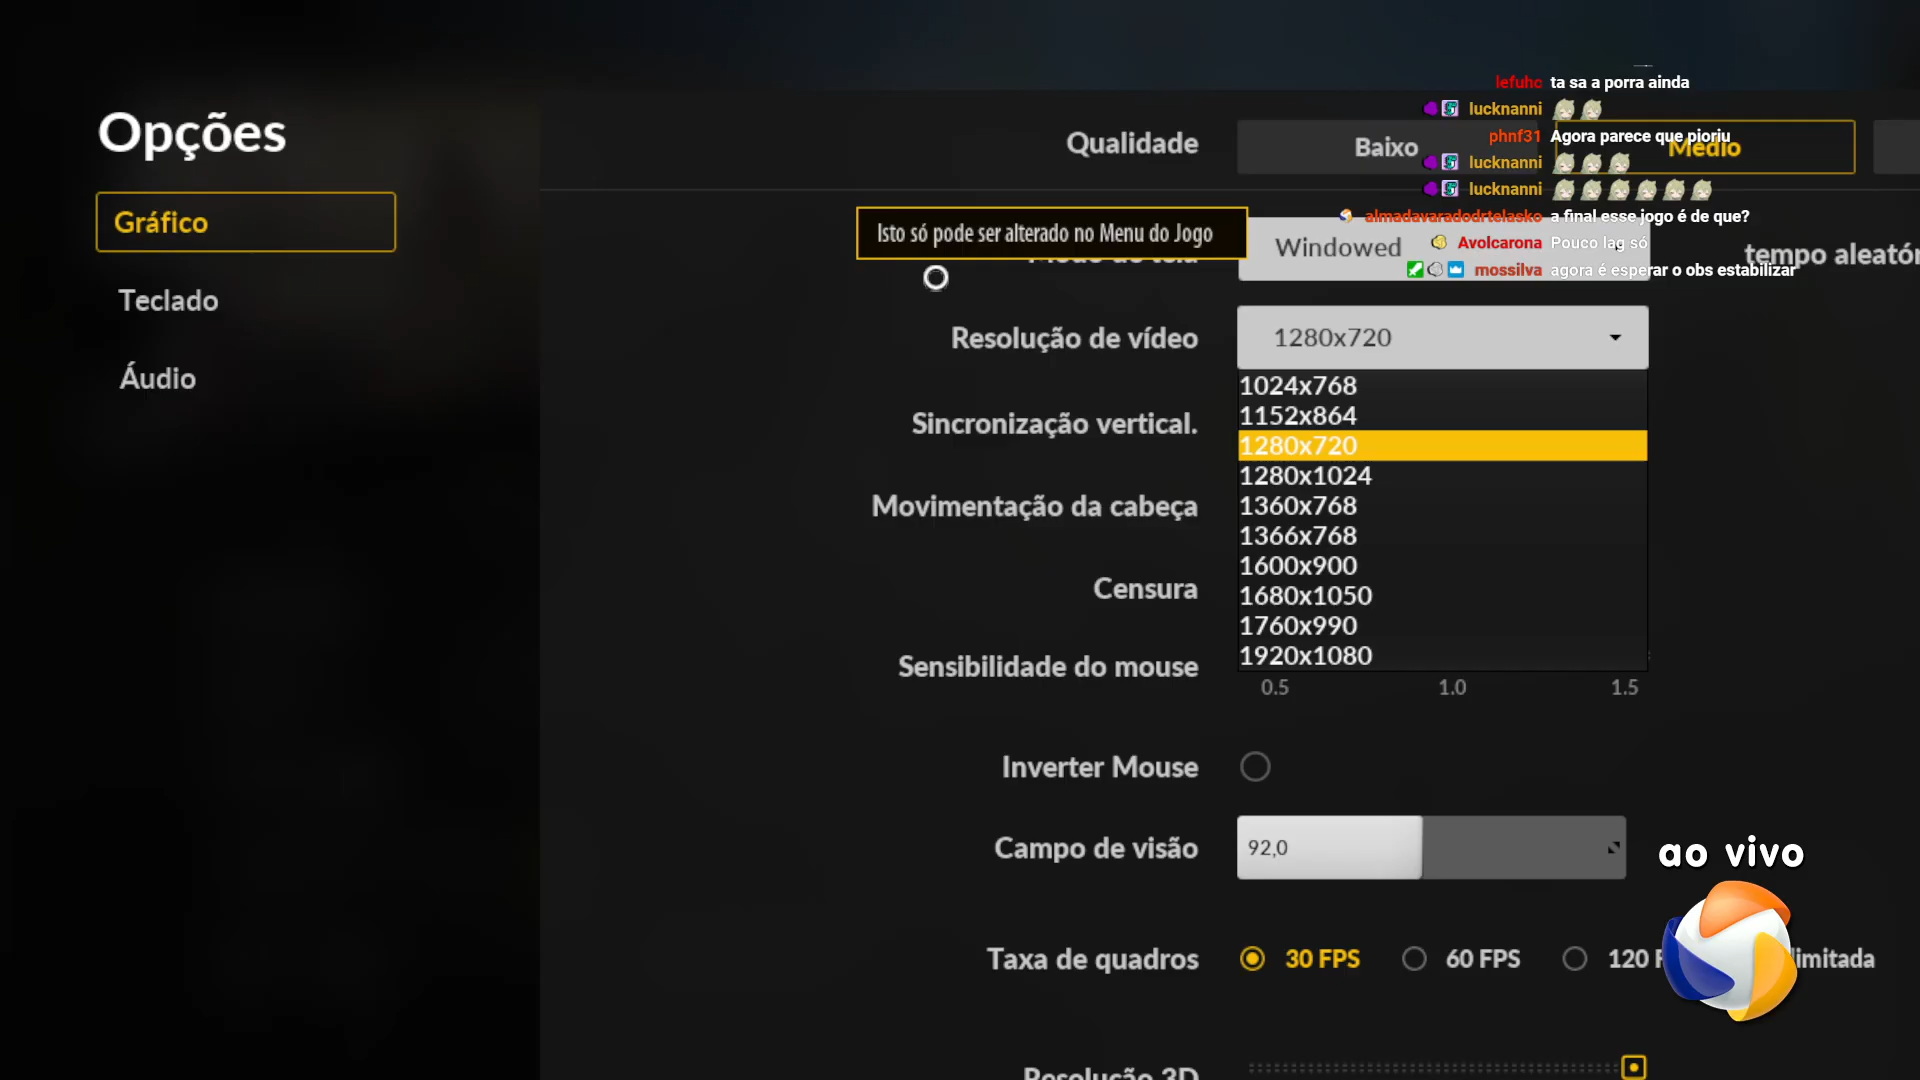 lefuhc ta sa a porra ainda
lucknanni
Opções
Qualidade
Baixo
Médio
phnf31 Agora parece que pioriu
lucknanni
lucknanni
Gráfico
Isto só pode ser alterado no Menu do Jogo
almadavaradodrtelasko a final esse jogo é de que?
Windowed
Avolcarona Pouco lag só
tempo aleatór
mossilva agora é esperar o obs estabilizar
Teclado
Resolução de vídeo
1280x720
Áudio
1024x768
1152x864
Sincronização vertical.
1280x720
1280x1024
Movimentação da cabeça
1360x768
1366x768
1600x900
Censura
1680x1050
1760x990
Sensibilidade do mouse
1920x1080
0.5 1.0 1.5
Inverter Mouse
Campo de visão
92,0
ao vivo
Taxa de quadros
30 FPS
60 FPS
120 F
limitada
Resolução 3D